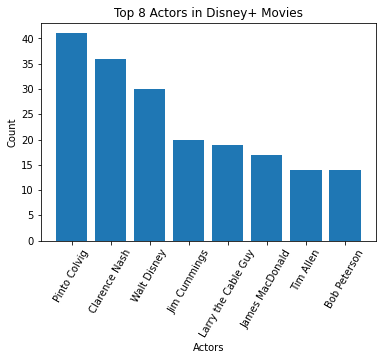 Top 8 Actors in Disney+ Movies
40
35
30
25
20
15
10
5
0
Count
Pinto Colvig
Clarence Nash
Walt Disney
Jim Cummings
Larry the Cable Guy
James MacDonald
Tim Allen
Bob Peterson
Actors